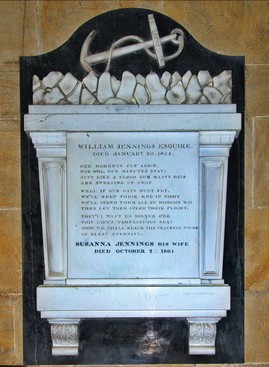 WILLIAM JENNINGS ESQUIRE.
DIED JANUARY 10. 1844.
OUR MOMENTS FLY APACE,
NOR WILL OUR MINUTES STAY;
JUST LIKE A FLOOD OUR HASTY DAYS
ARE SWEEPING US AWAY
WELL IF OUR DAYS MUST FLY,
WE'LL KEEP THEIR END IN SIGHT
WE'LL SPEND THEM ALL IN WISDOM'S WAY
THEN LET THEM SPEED THEIR FLIGHT.
THEY'LL WAFT US SOONER O'ER
THIS LIFE'S TEMPESTUOUS SEA:
SOON WE SHALL REACH THE PEACEFUL SHORE
OF BLEST ETERNITY.
SUSANNA JENNINGS HIS WIFE
DIED OCTOBER 1864